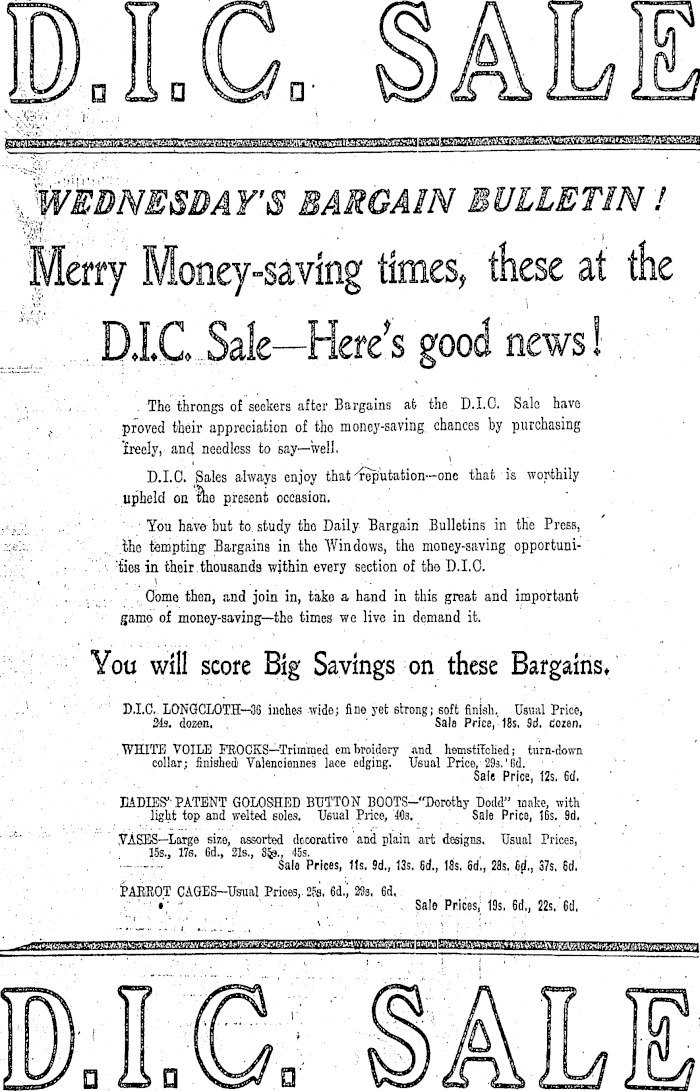 D.I.C. SALE
WEDNESDAY'S BARGAIN BULLETIN!
Merry Money-saving times, these at the
D.I.C. Sale—Here's good news!
The throngs of seekers after Bargains at the D.I.C. Sale have
proved their appreciation of the money-saving chances by purchasing
freely, and needless to say—well.
D.I.C. Sales always enjoy that reputation—one that is worthily
upheld on the present occasion.
You have but to study the Daily Bargain Bulletins in the Press,
the tempting Bargains in the Windows, the money-saving opportuni-
ties in their thousands within every section of the D.I.C.
Come then, and join in, take a hand in this great and important
game of money-saving—the times we live in demand it.
You will score Big Savings on these Bargains.
D.I.C. LONGCLOTH—36 inches wide; fine yet strong; soft finish. Usual Price,
24s. dozen. Sale Price, 18s. 9d. dozen.
WHITE VOILE FROCKS—Trimmed embroidery and hemstitched; turn-down
collar; finished Valenciennes lace edging. Usual Price, 29s. 6d.
Sale Price, 12s. 6d.
LADIES' PATENT GOLOSHED BUTTON BOOTS—"Dorothy Dodd" make, with
light top and welted soles. Usual Price, 40s. Sale Price, 16s. 9d.
VASES—Large size, assorted decorative and plain art designs. Usual Prices,
15s., 17s. 6d., 21s., 35s., 45s.
Sale Prices, 11s. 9d., 13s. 6d., 18s. 6d., 28s. 6d., 37s. 6d.
PARROT CAGES—Usual Prices, 25s. 6d., 29s. 6d.
Sale Prices, 19s. 6d., 22s. 6d.
D.I.C. SALE